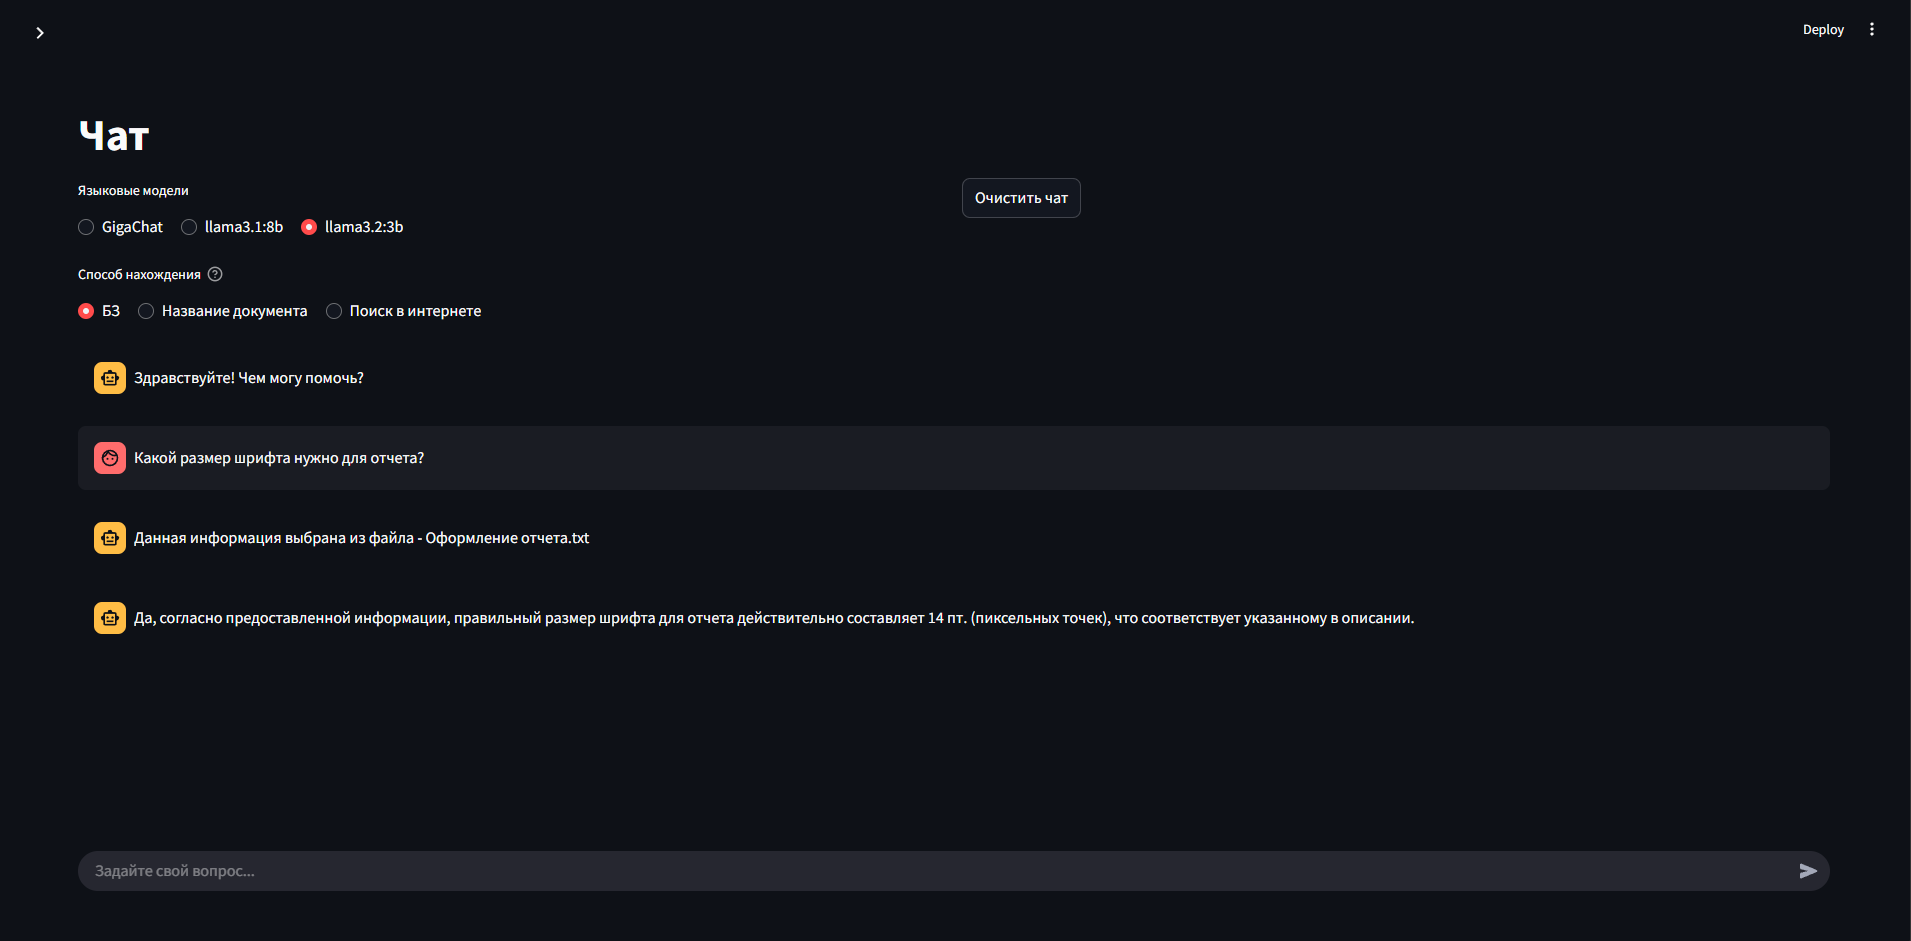 Deploy
Чат
Языковые модели
Очистить чат
GigaChat llama3.1:8b llama3.2:3b
Способ нахождения
БЗ Название документа Поиск в интернете
Здравствуйте! Чем могу помочь?
Какой размер шрифта нужно для отчета?
Данная информация выбрана из файла - Оформление отчета.txt
Да, согласно предоставленной информации, правильный размер шрифта для отчета действительно составляет 14 пт. (пиксельных точек), что соответствует указанному в описании.
Задайте свой вопрос...